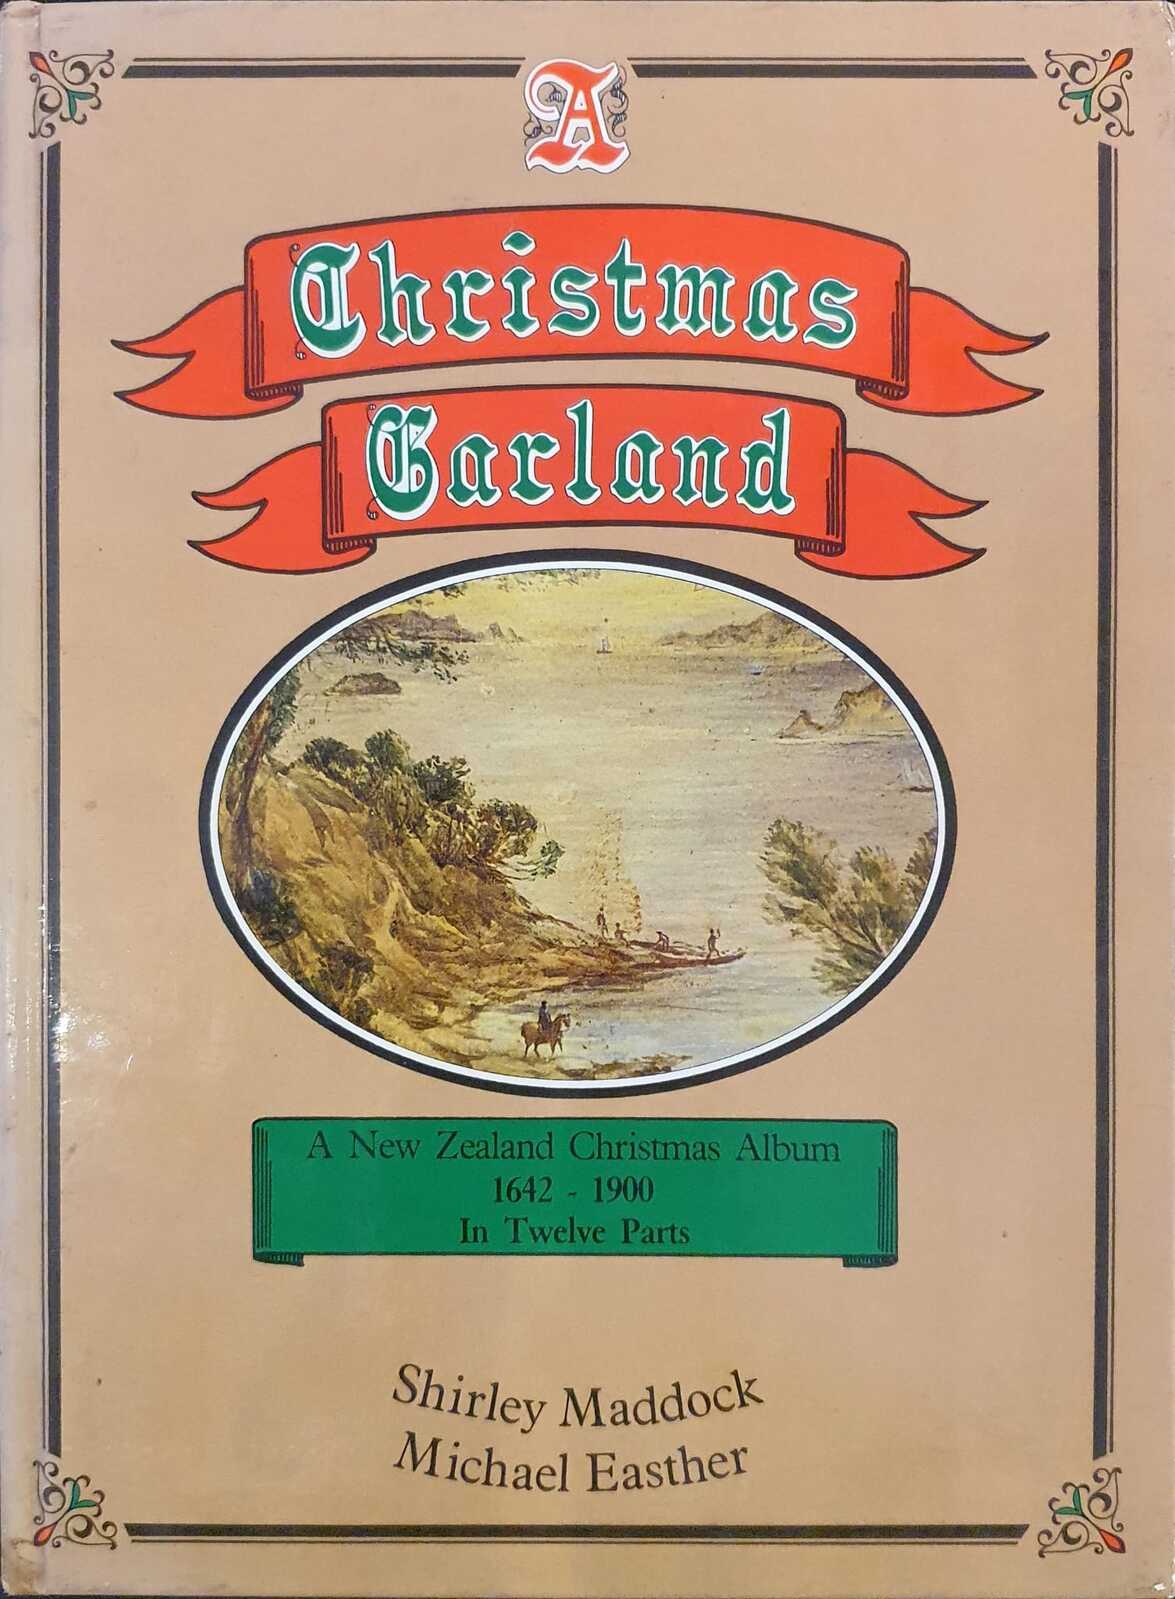 A
Christmas
Garland
A New Zealand Christmas Album
1642 - 1900
In Twelve Parts
Shirley Maddock
Michael Easther